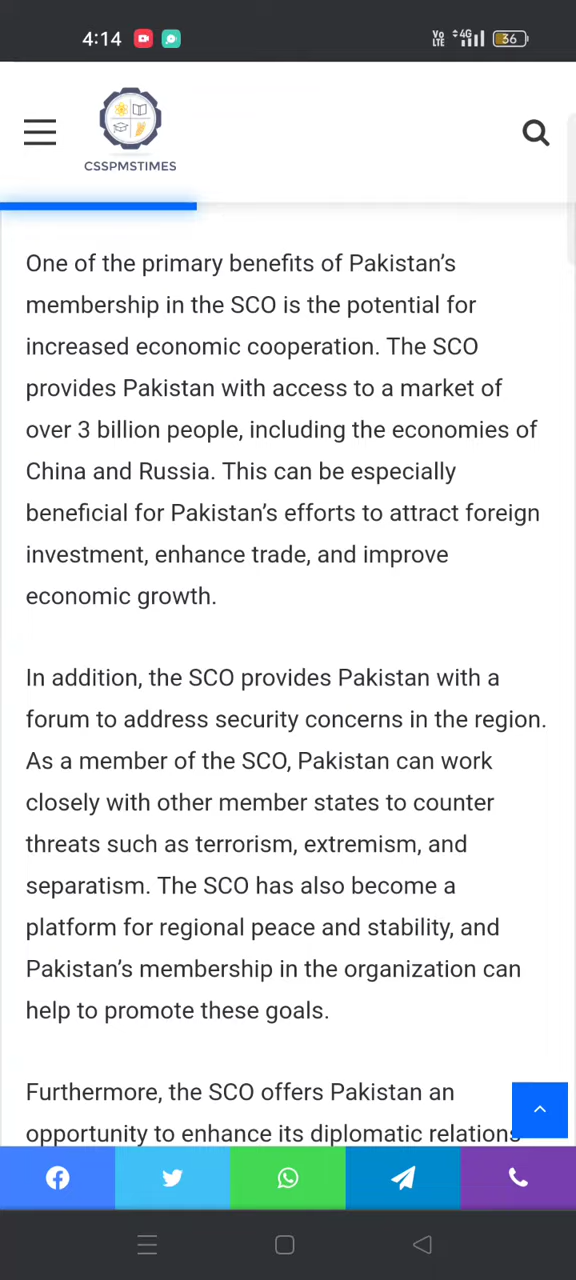 4:14
Vo LTE 4G 36
CSSPMSTIMES
One of the primary benefits of Pakistan’s
membership in the SCO is the potential for
increased economic cooperation. The SCO
provides Pakistan with access to a market of
over 3 billion people, including the economies of
China and Russia. This can be especially
beneficial for Pakistan’s efforts to attract foreign
investment, enhance trade, and improve
economic growth.
In addition, the SCO provides Pakistan with a
forum to address security concerns in the region.
As a member of the SCO, Pakistan can work
closely with other member states to counter
threats such as terrorism, extremism, and
separatism. The SCO has also become a
platform for regional peace and stability, and
Pakistan’s membership in the organization can
help to promote these goals.
Furthermore, the SCO offers Pakistan an
opportunity to enhance its diplomatic relations